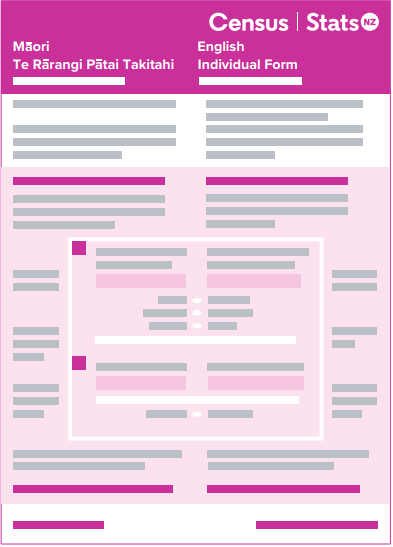 Census Stats NZ
Māori
Te Rārangi Pātai Takitahi
English
Individual Form